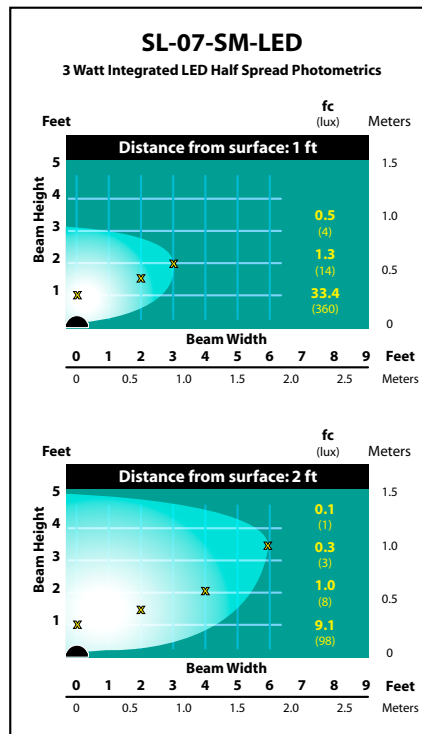 SL-07-SM-LED
3 Watt Integrated LED Half Spread Photometrics
Feet
fc
(lux)
Meters
Distance from surface: 1 ft
Beam Height
5
4
3
2
1
X
X
X
0.5
(4)
1.3
(14)
33.4
(360)
1.5
1.0
0.5
0
Beam Width
0 1 2 3 4 5 6 7 8 9 Feet
0 0.5 1.0 1.5 2.0 2.5 Meters
Feet
fc
(lux)
Meters
Distance from surface: 2 ft
Beam Height
5
4
3
2
1
X
X
X
X
0.1
(1)
0.3
(3)
1.0
(8)
9.1
(98)
1.5
1.0
0.5
0
Beam Width
0 1 2 3 4 5 6 7 8 9 Feet
0 0.5 1.0 1.5 2.0 2.5 Meters